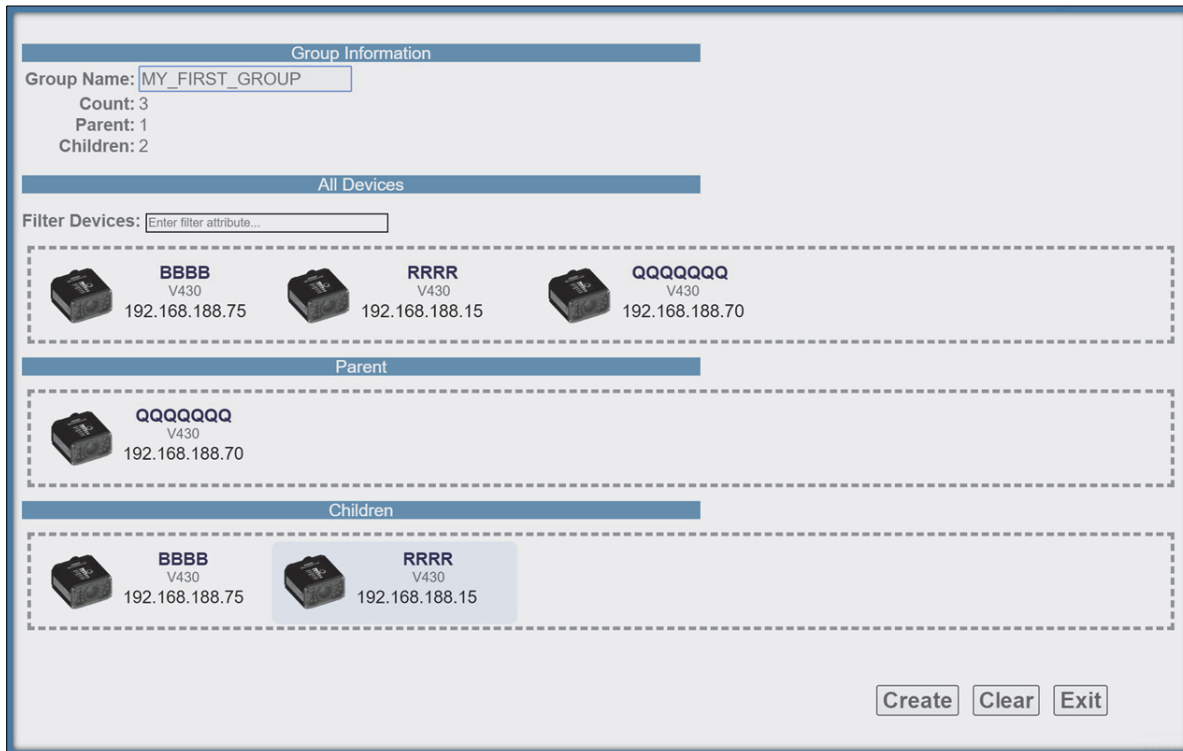 Group Information
Group Name: MY_FIRST_GROUP
Count: 3
Parent: 1
Children: 2
All Devices
Filter Devices: Enter filter attribute...
BBBB RRRR QQQQQQQ
V430 V430 V430
192.168.188.75 192.168.188.15 192.168.188.70
Parent
QQQQQQQ
V430
192.168.188.70
Children
BBBB RRRR
V430 V430
192.168.188.75 192.168.188.15
Create Clear Exit